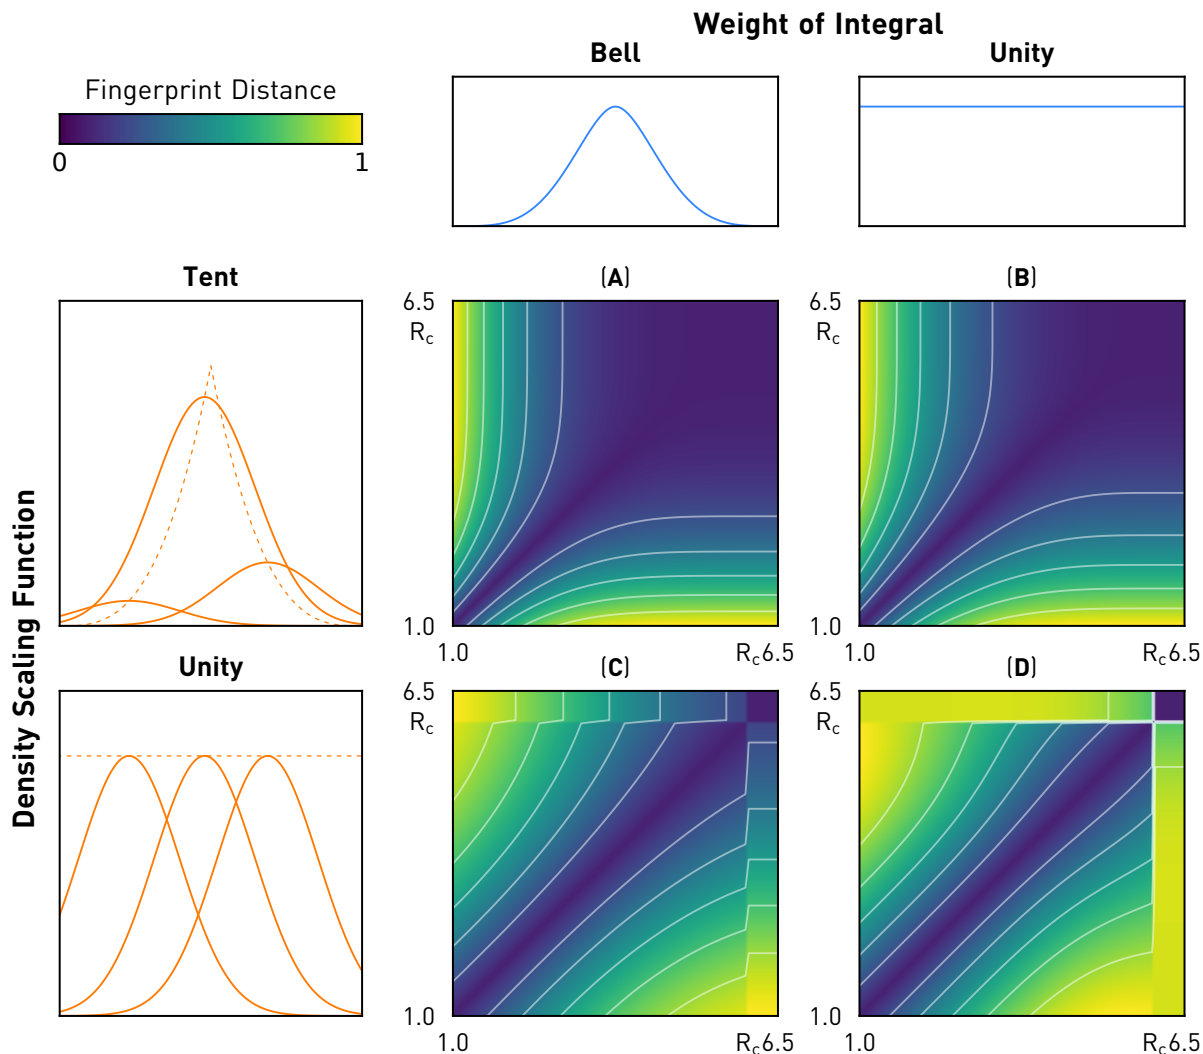 Weight of Integral
Bell
Unity
Fingerprint Distance
0
1
Tent
(A)
(B)
6.5
R_c
6.5
R_c
Density Scaling Function
1.0
1.0
1.0
R_c 6.5
1.0
R_c 6.5
Unity
(C)
(D)
6.5
R_c
6.5
R_c
1.0
1.0
1.0
R_c 6.5
1.0
R_c 6.5